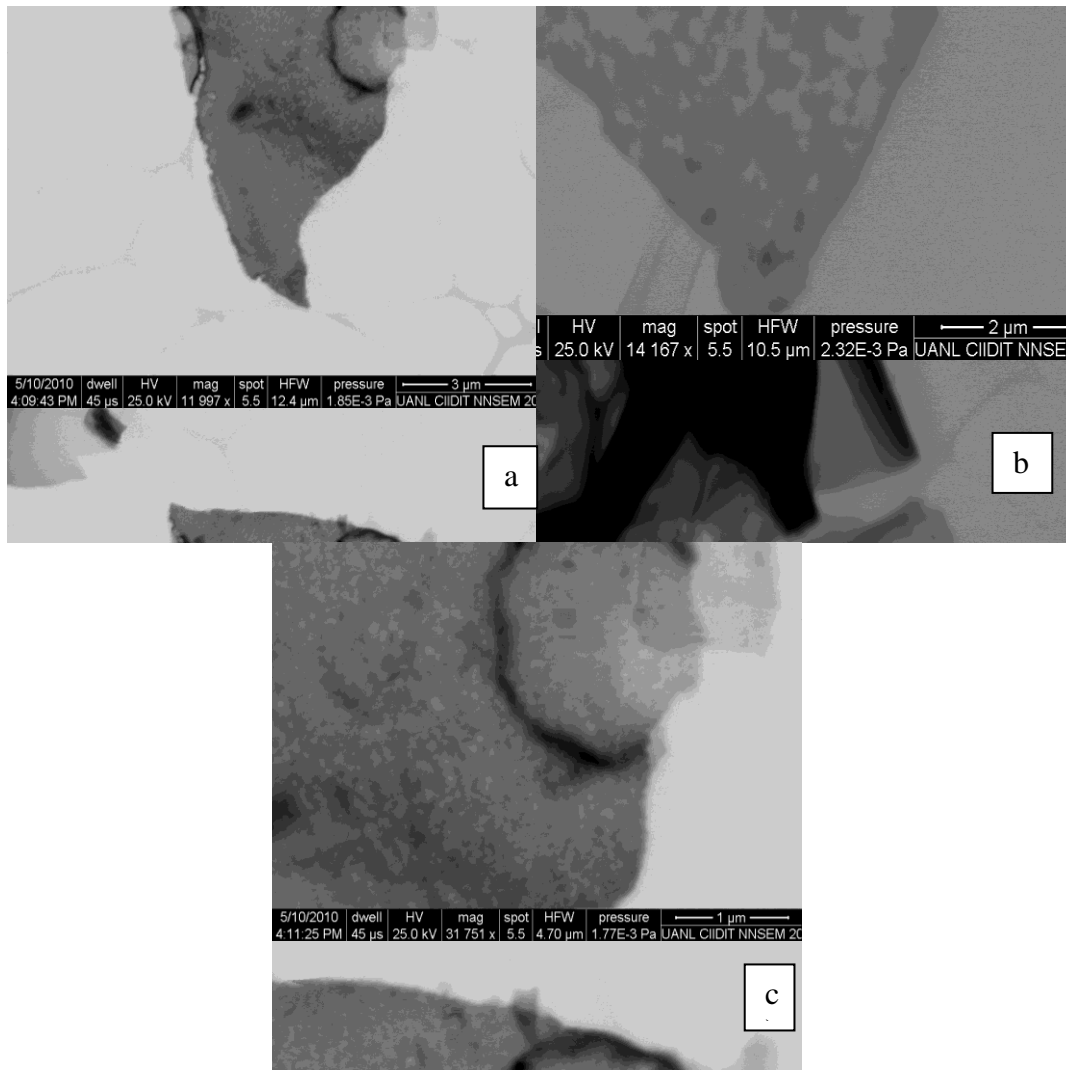 5/10/2010 dwell HV mag spot HFW pressure 3 µm
4:09:43 PM 45 µs 25.0 kV 11 997 x 5.5 12.4 µm 1.85E-3 Pa UANL CIIDIT NNSEM 20
a
HV mag spot HFW pressure 2 µm
25.0 kV 14 167 x 5.5 10.5 µm 2.32E-3 Pa UANL CIIDIT NNSE
b
5/10/2010 dwell HV mag spot HFW pressure 1 µm
4:11:25 PM 45 µs 25.0 kV 31 751 x 5.5 4.70 µm 1.77E-3 Pa UANL CIIDIT NNSEM 20
c